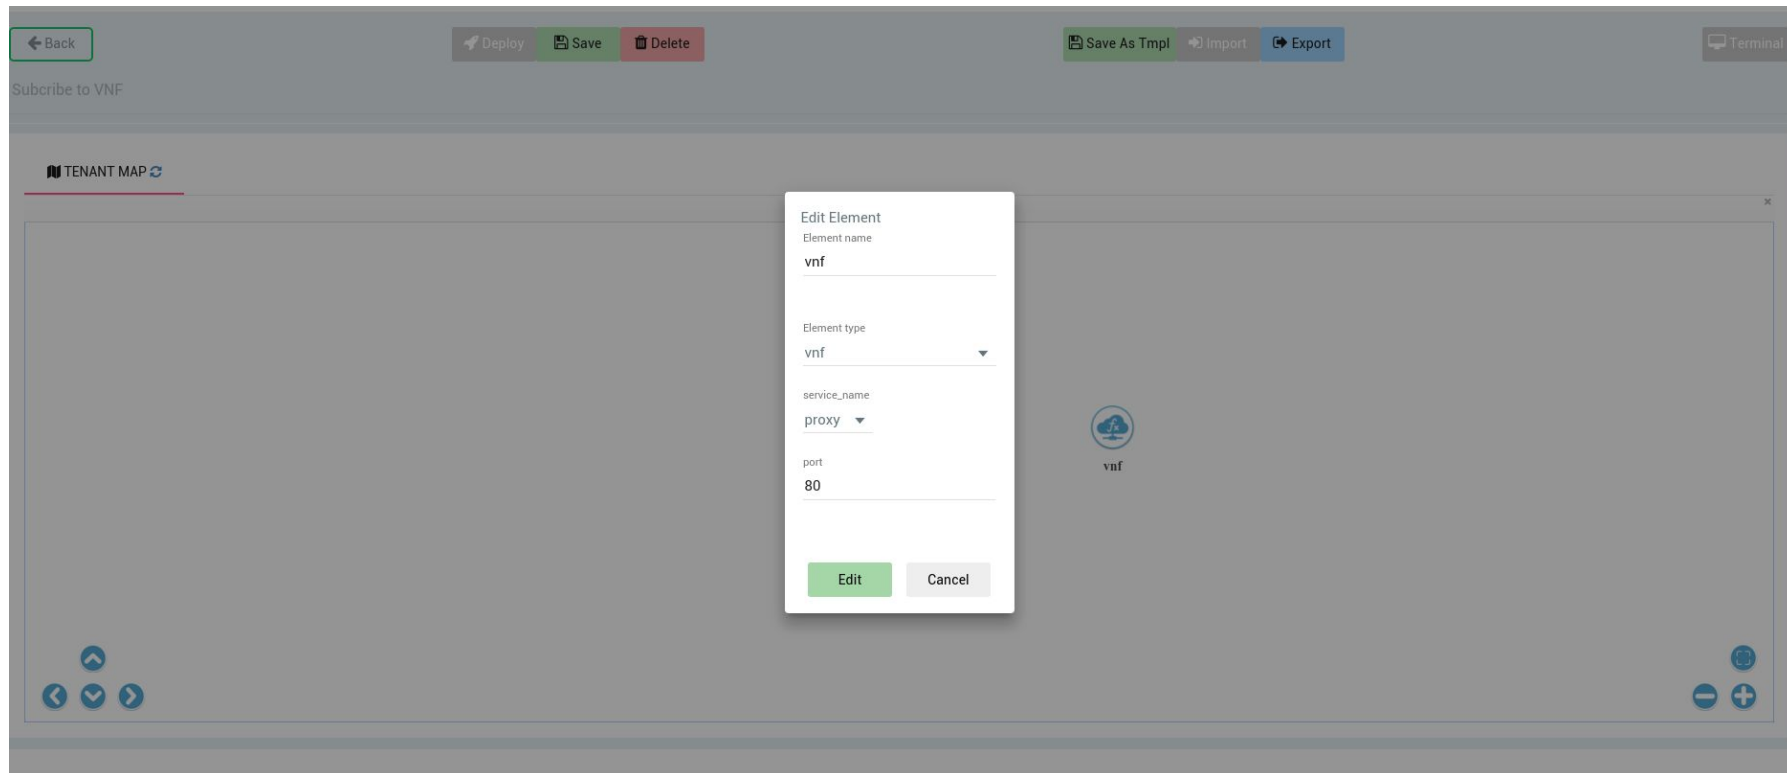 Back
Deploy Save Delete
Save As Tmpl Import Export
Terminal
Subcribe to VNF
TENANT MAP
Edit Element
Element name
vnf
Element type
vnf
service_name
proxy
port
80
Edit Cancel
fx
vnf